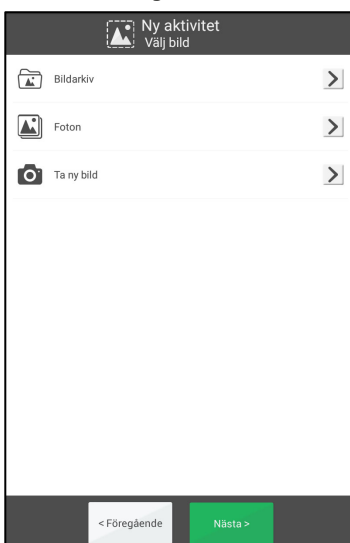 Ny aktivitet
Välj bild
Bildarkiv
Foton
Ta ny bild
< Föregående
Nästa >